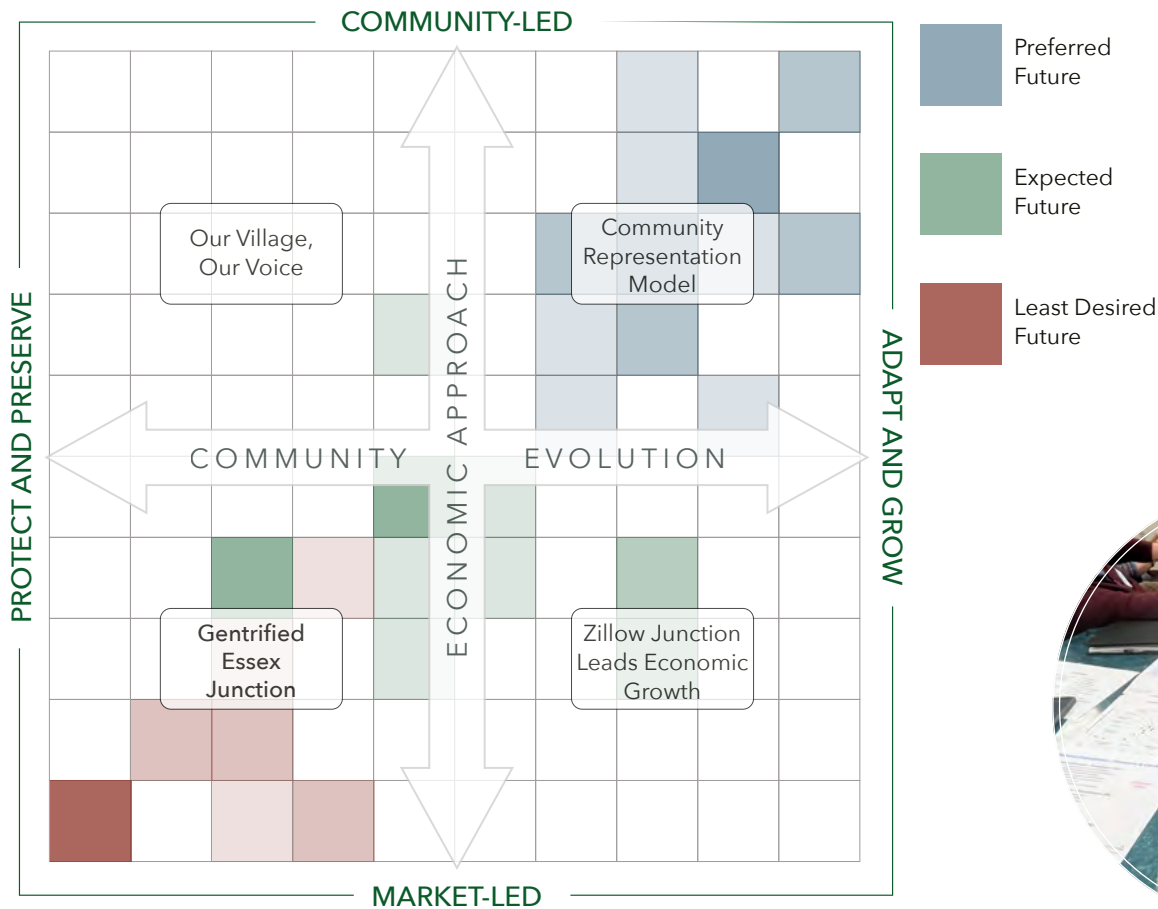 COMMUNITY-LED
Preferred
Future
Expected
Future
Least Desired
Future
Our Village,
Our Voice
Community
Representation
Model
PROTECT AND PRESERVE
ECONOMIC APPROACH
COMMUNITY EVOLUTION
ADAPT AND GROW
Gentrified
Essex
Junction
Zillow Junction
Leads Economic
Growth
MARKET-LED